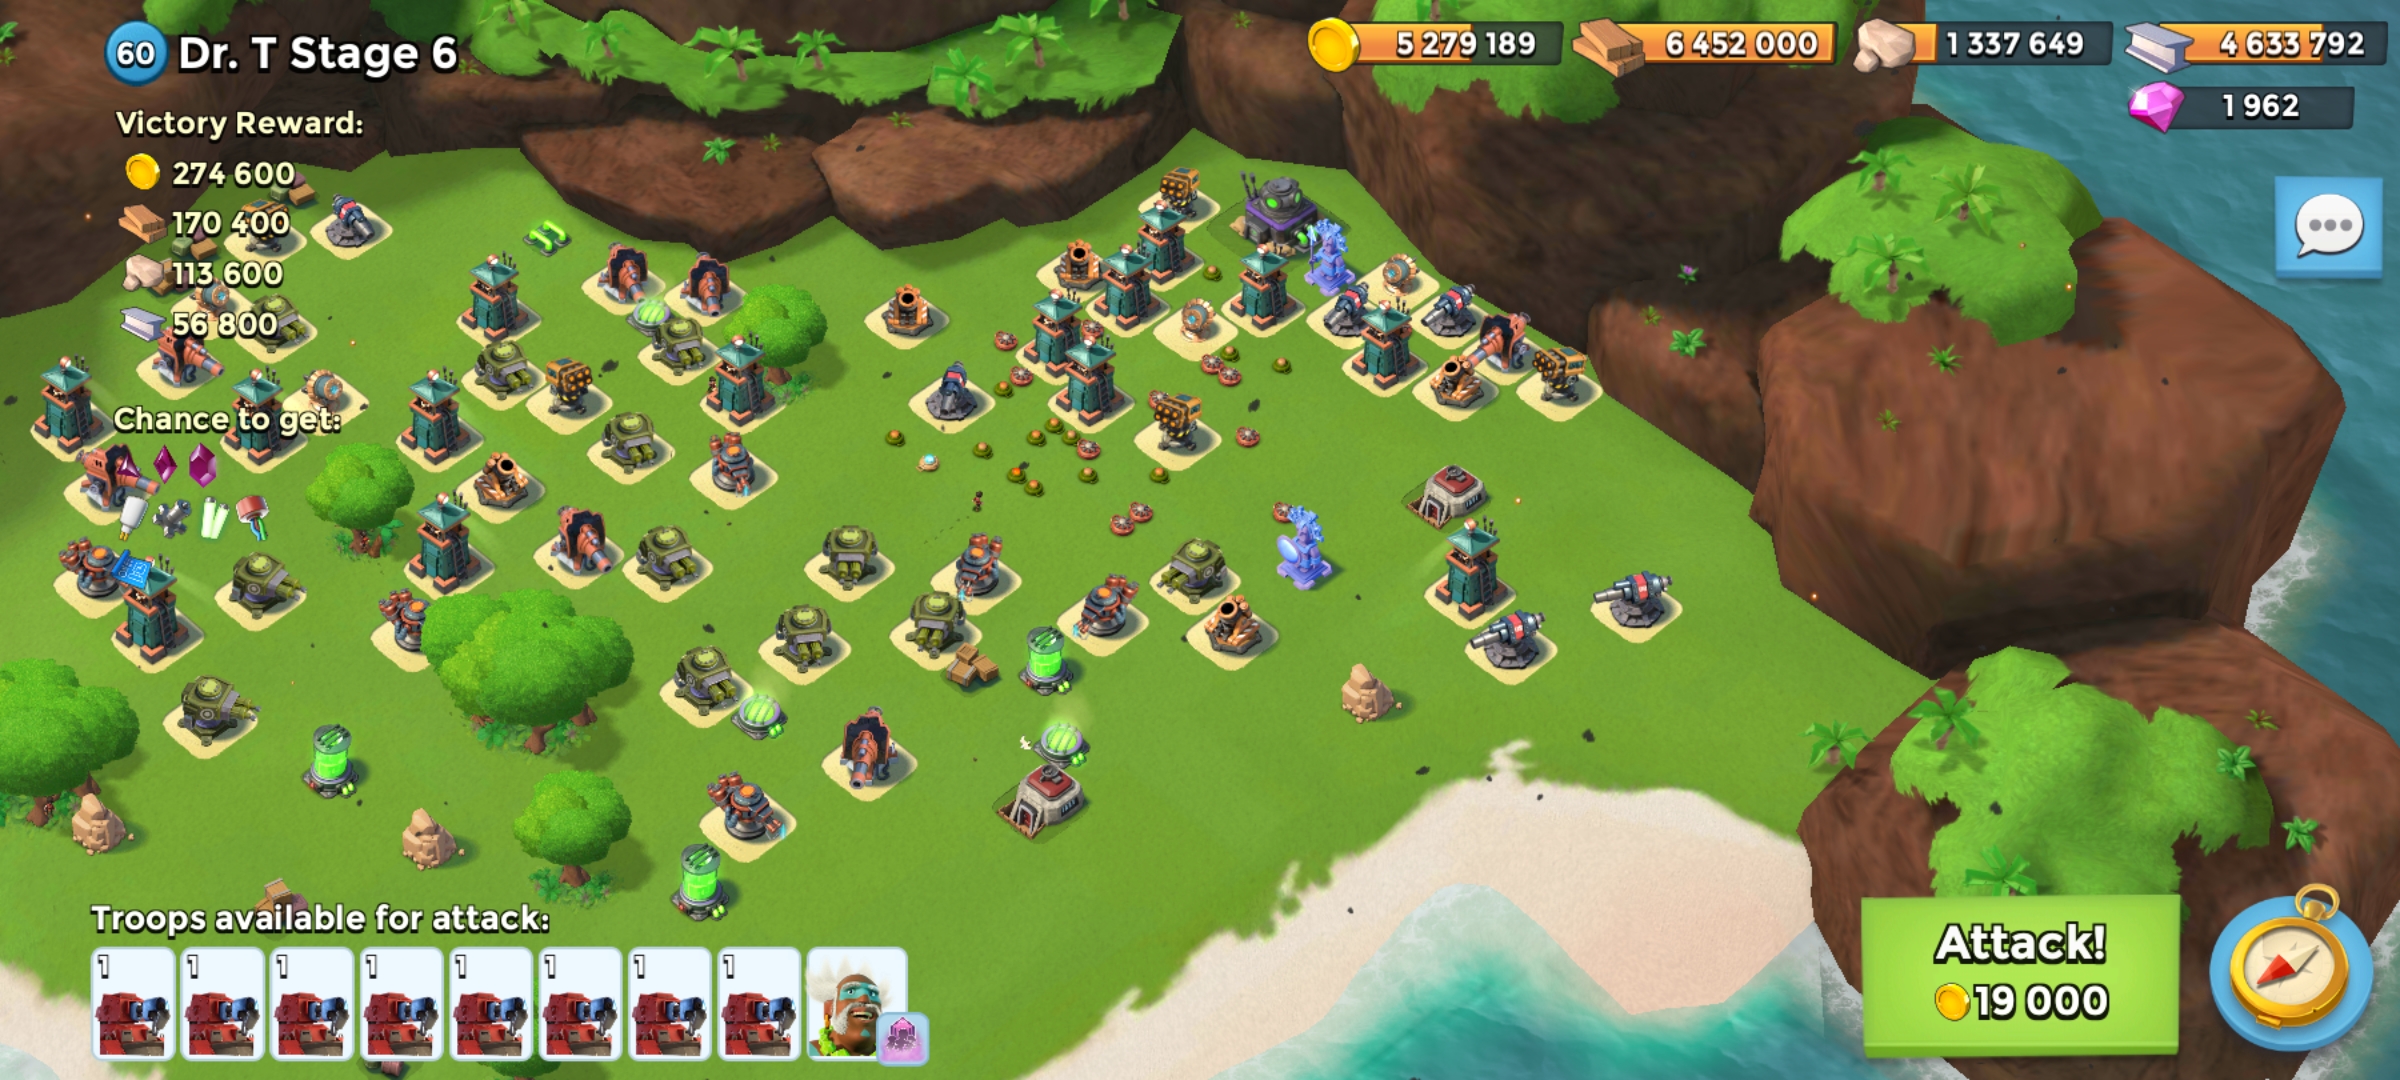 60 Dr. T Stage 6
5 279 189
6 452 000
1 337 649
4 633 792
1 962
Victory Reward:
274 600
170 400
113 600
56 800
Chance to get:
Troops available for attack:
1 1 1 1 1 1 1 1
Attack!
19 000